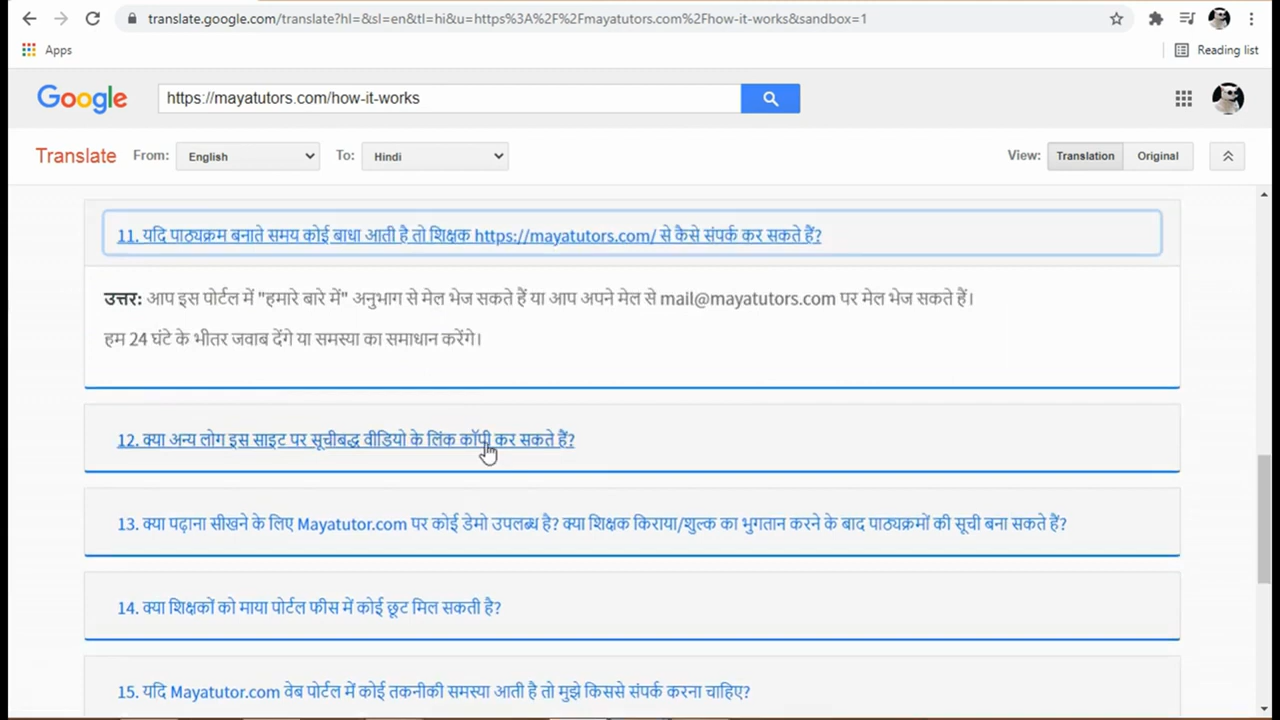 translate.google.com/translate?hl=&sl=en&tl=hi&u=https%3A%2F%2Fmayatutors.com%2Fhow-it-works&sandbox=1
Apps
Reading list
Google
https://mayatutors.com/how-it-works
Translate From: English To: Hindi View: Translation Original
11. यदि पाठ्यक्रम बनाते समय कोई बाधा आती है तो शिक्षक https://mayatutors.com/ से कैसे संपर्क कर सकते हैं?
उत्तर: आप इस पोर्टल में "हमारे बारे में" अनुभाग से मेल भेज सकते हैं या आप अपने मेल से mail@mayatutors.com पर मेल भेज सकते हैं।
हम 24 घंटे के भीतर जवाब देंगे या समस्या का समाधान करेंगे।
12. क्या अन्य लोग इस साइट पर सूचीबद्ध वीडियो के लिंक कॉपी कर सकते हैं?
13. क्या पढ़ाना सीखने के लिए Mayatutor.com पर कोई डेमो उपलब्ध है? क्या शिक्षक किराया/शुल्क का भुगतान करने के बाद पाठ्यक्रमों की सूची बना सकते हैं?
14. क्या शिक्षकों को माया पोर्टल फीस में कोई छूट मिल सकती है?
15. यदि Mayatutor.com वेब पोर्टल में कोई तकनीकी समस्या आती है तो मुझे किससे संपर्क करना चाहिए?